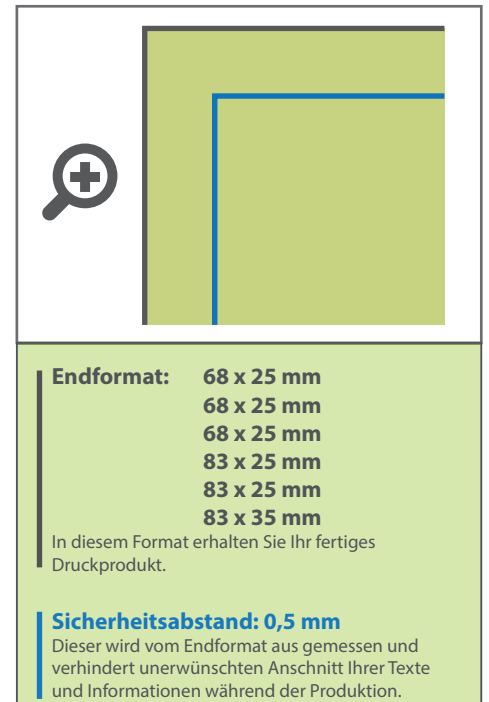 Endformat: 68 x 25 mm
68 x 25 mm
68 x 25 mm
83 x 25 mm
83 x 25 mm
83 x 35 mm
In diesem Format erhalten Sie Ihr fertiges
Druckprodukt.
Sicherheitsabstand: 0,5 mm
Dieser wird vom Endformat aus gemessen und
verhindert unerwünschten Anschnitt Ihrer Texte
und Informationen während der Produktion.